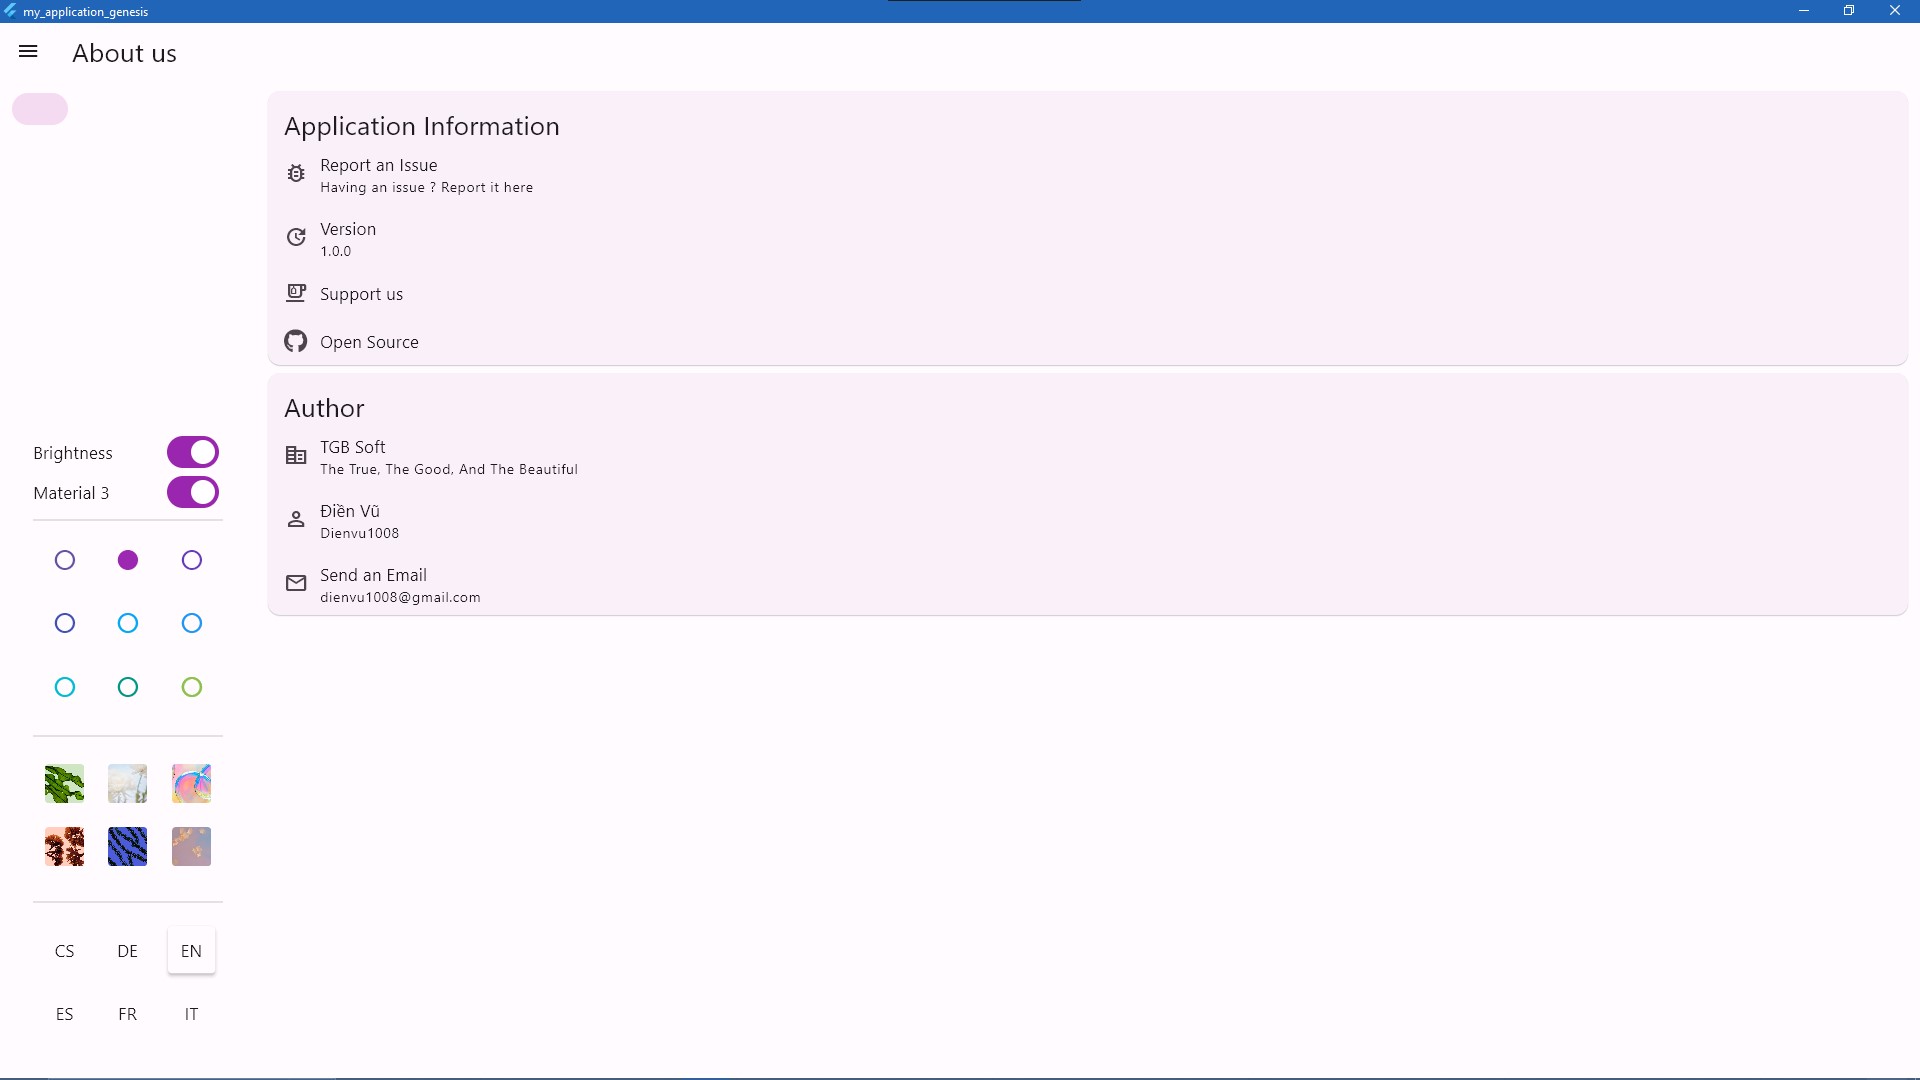 my_application_genesis
About us
Application Information
Report an Issue
Having an issue ? Report it here
Version
1.0.0
Support us
Open Source
Author
TGB Soft
The True, The Good, And The Beautiful
Điền Vũ
Dienvu1008
Send an Email
dienvu1008@gmail.com
Brightness
Material 3
CS DE EN
ES FR IT